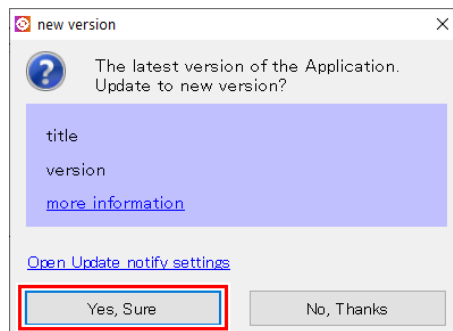 new version
The latest version of the Application.
Update to new version?
title
version
more information
Open Update notify settings
Yes, Sure
No, Thanks